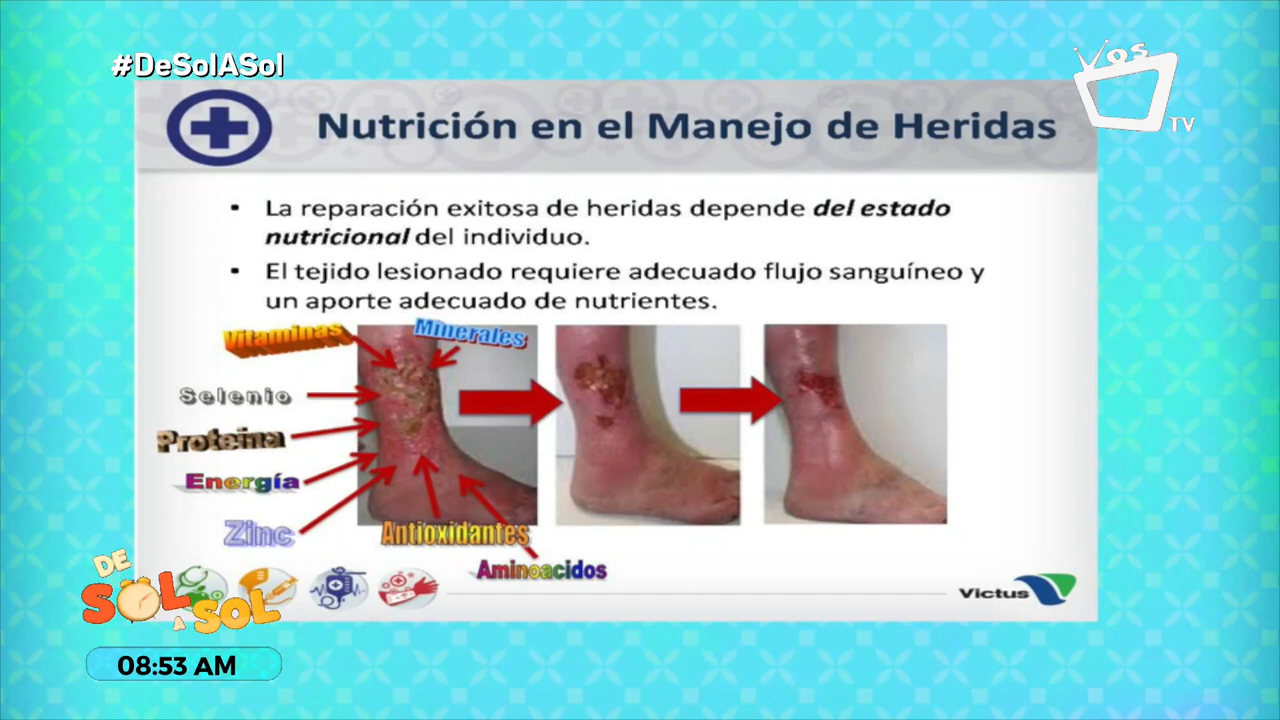 #DeSolASol
VOS
TV
Nutrición en el Manejo de Heridas
• La reparación exitosa de heridas depende del estado
nutricional del individuo.
• El tejido lesionado requiere adecuado flujo sanguíneo y
un aporte adecuado de nutrientes.
Vitaminas
Minerales
Selenio
Proteina
Energía
Zinc
Antioxidantes
Aminoacidos
Victus
DE
SOL
A
SOL
08:53 AM